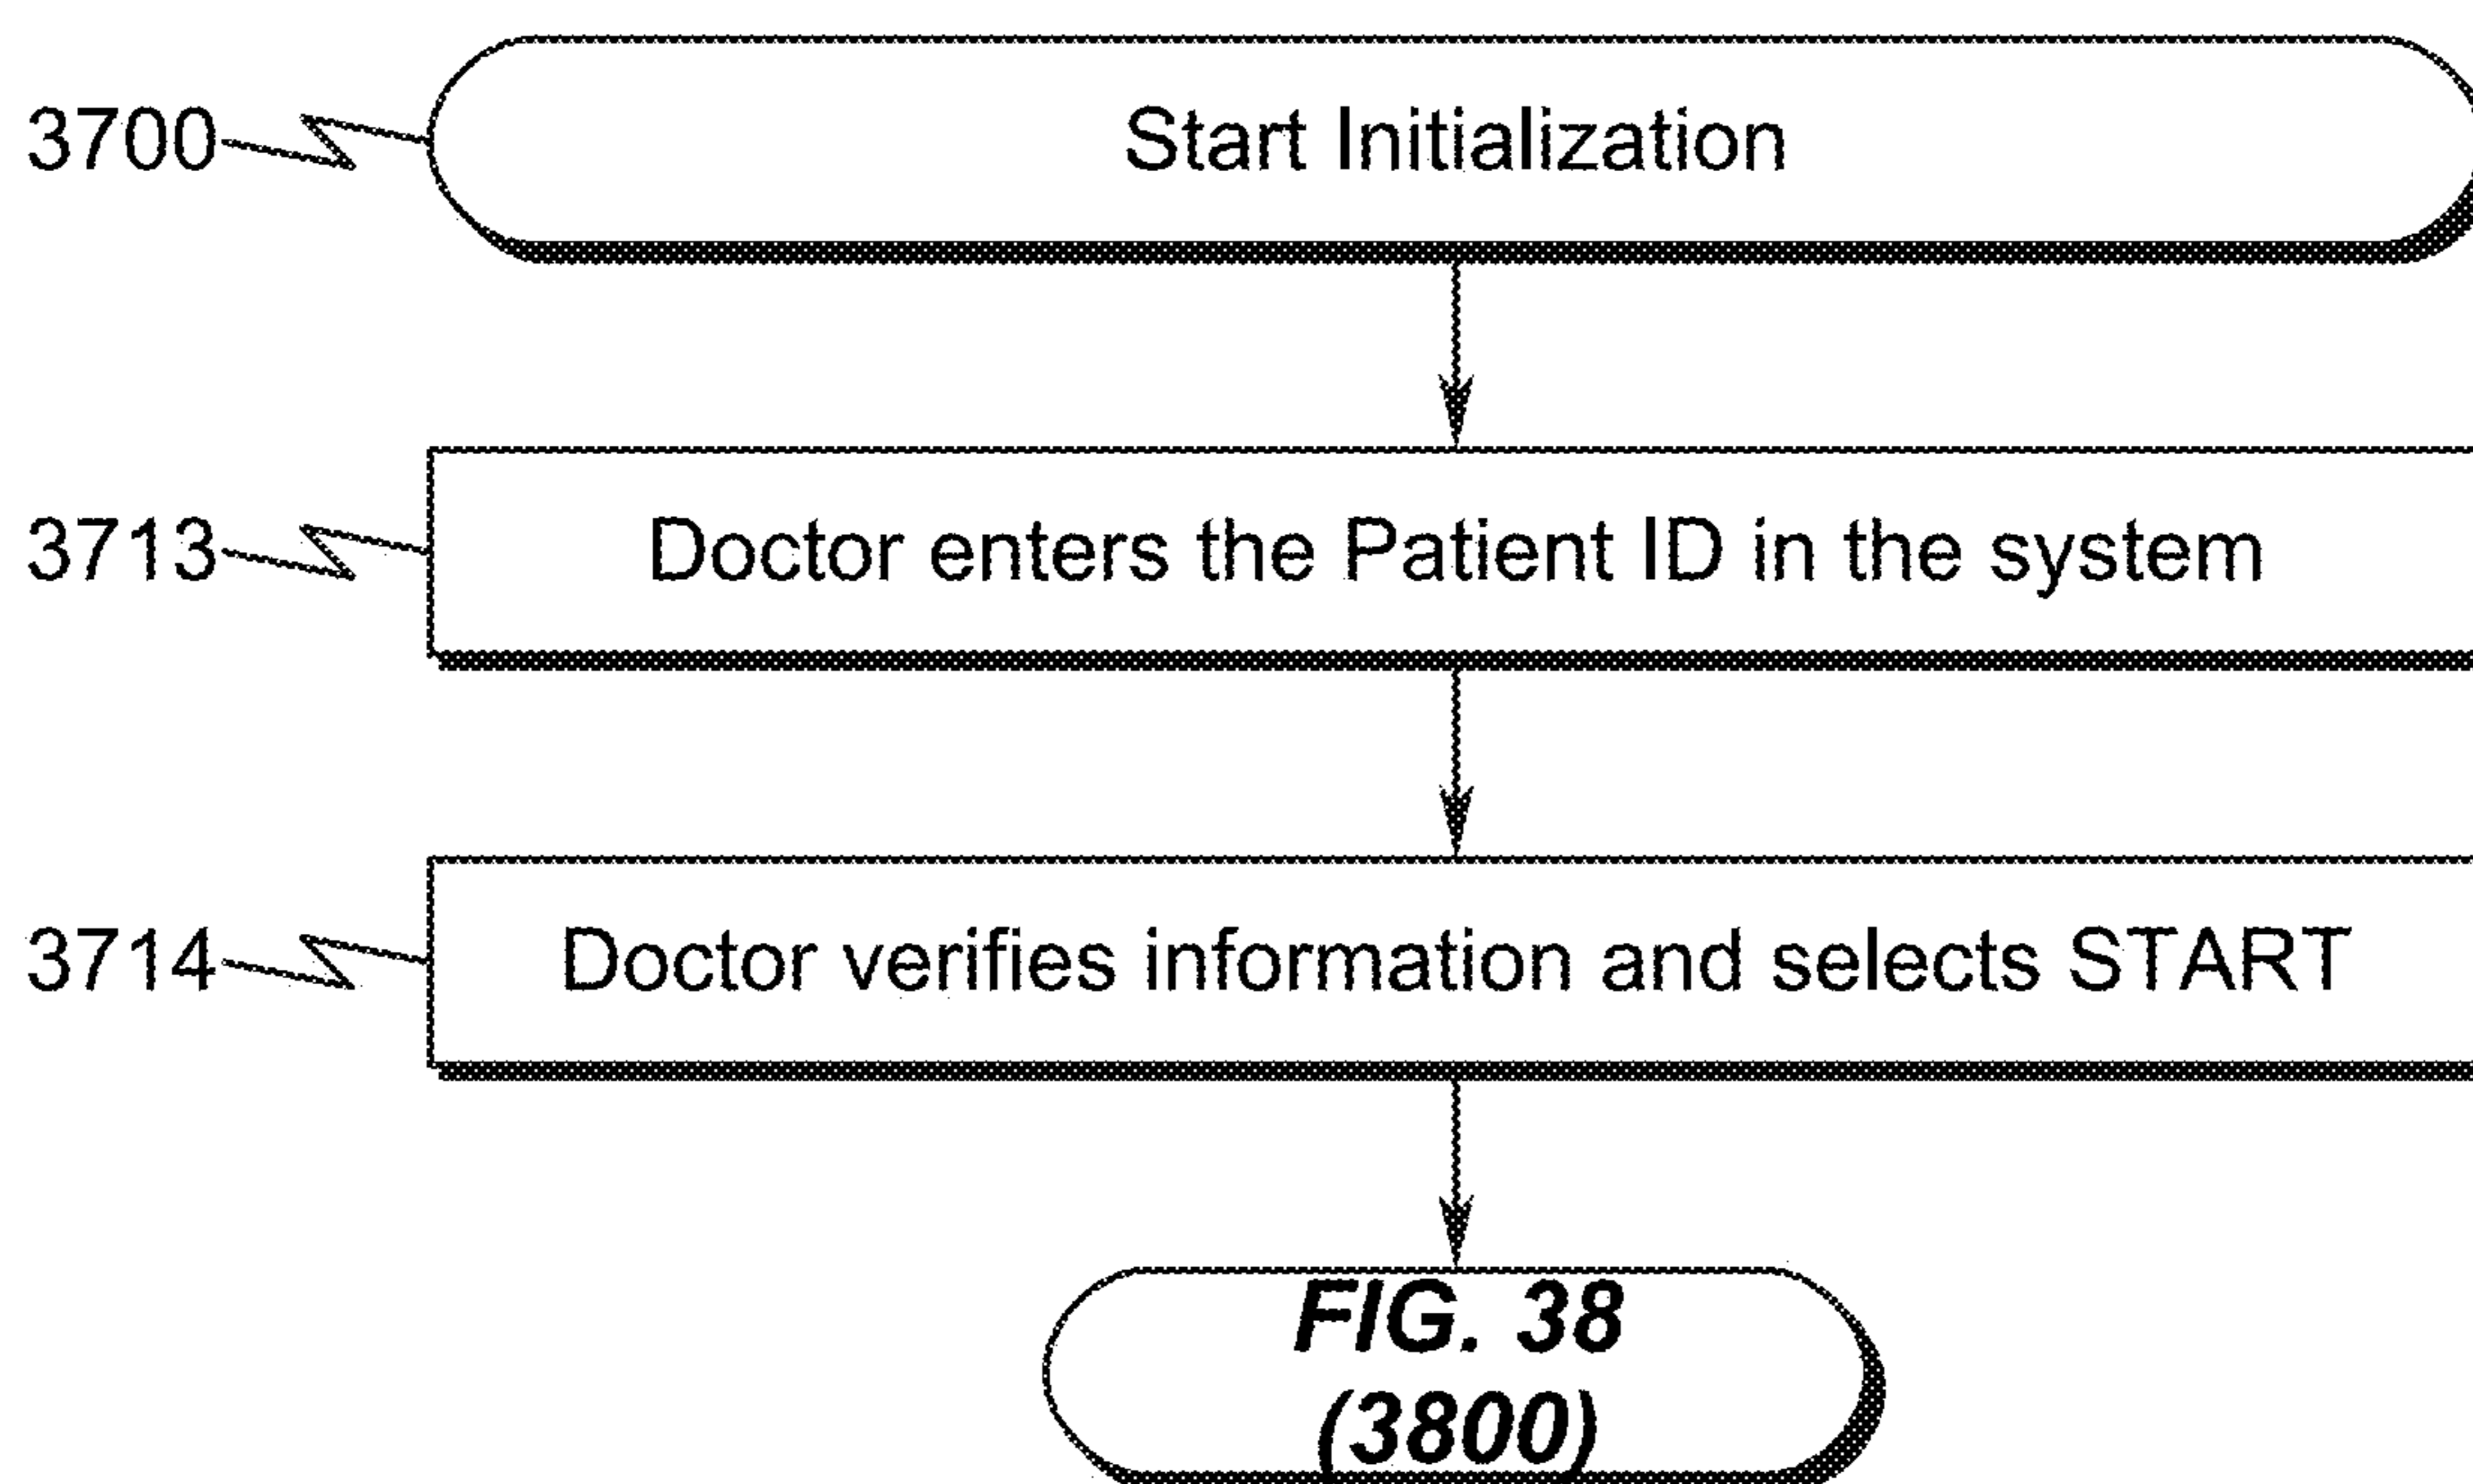 3700 Start Initialization
3713 Doctor enters the Patient ID in the system
3714 Doctor verifies information and selects START
FIG. 38
(3800)